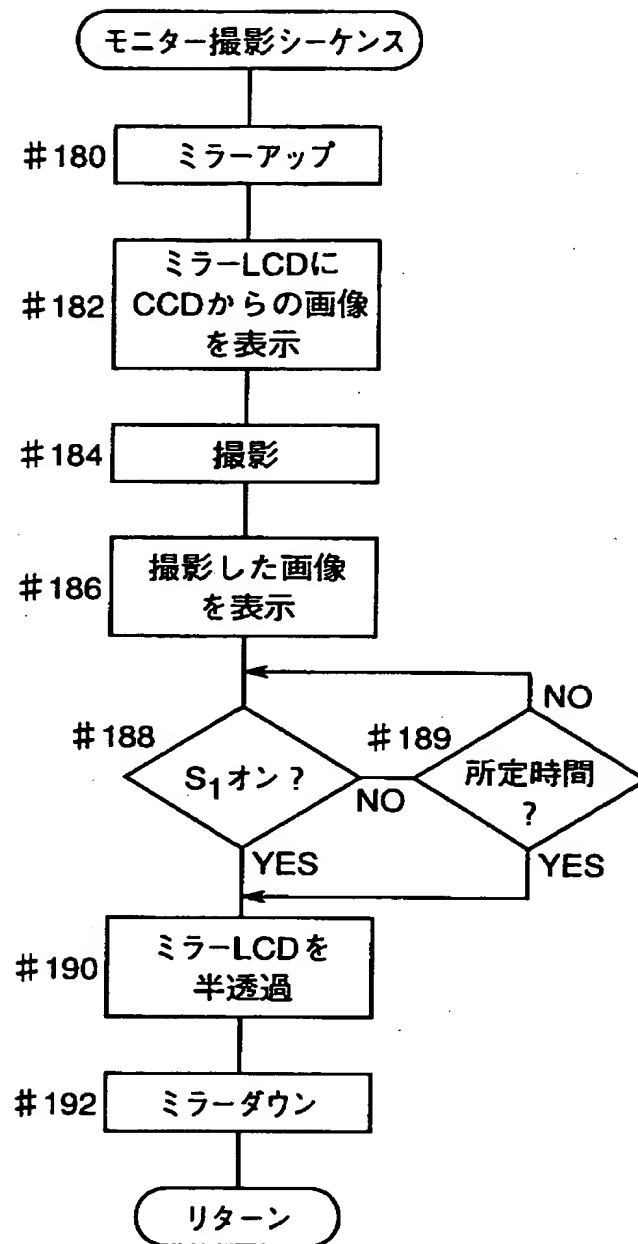 モニター撮影シーケンス
#180
ミラーアップ
#182
ミラーLCDに
CCDからの画像
を表示
#184
撮影
#186
撮影した画像
を表示
#188
S₁オン?
NO
YES
#189
所定時間
?
NO
YES
#190
ミラーLCDを
半透過
#192
ミラーダウン
リターン